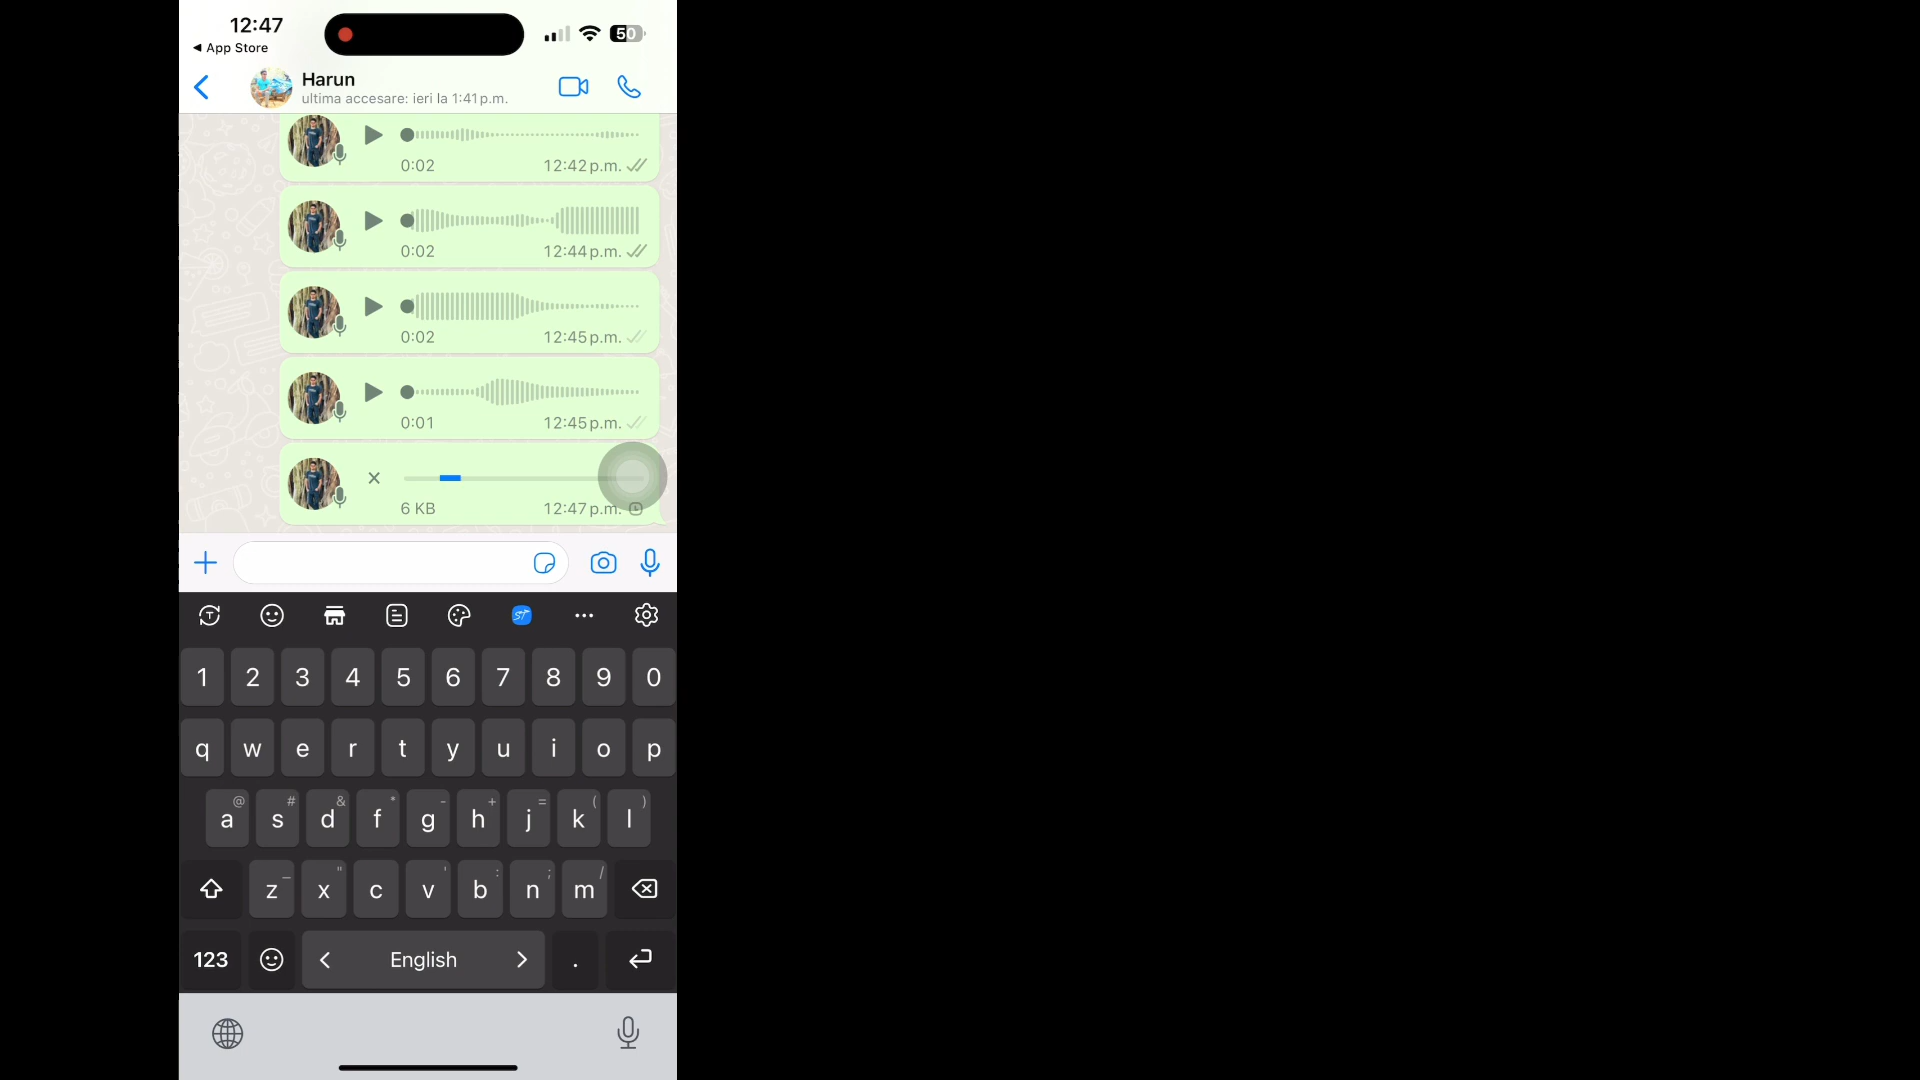 12:47
50
◀ App Store
Harun
ultima accesare: ieri la 1:41 p.m.
0:02 12:42 p.m.
0:02 12:44 p.m.
0:02 12:45 p.m.
0:01 12:45 p.m.
6 KB 12:47 p.m.
1 2 3 4 5 6 7 8 9 0
q w e r t y u i o p
@ # & * - + = ( )
a s d f g h j k l
_ " ' : ; /
z x c v b n m
123 < English > .